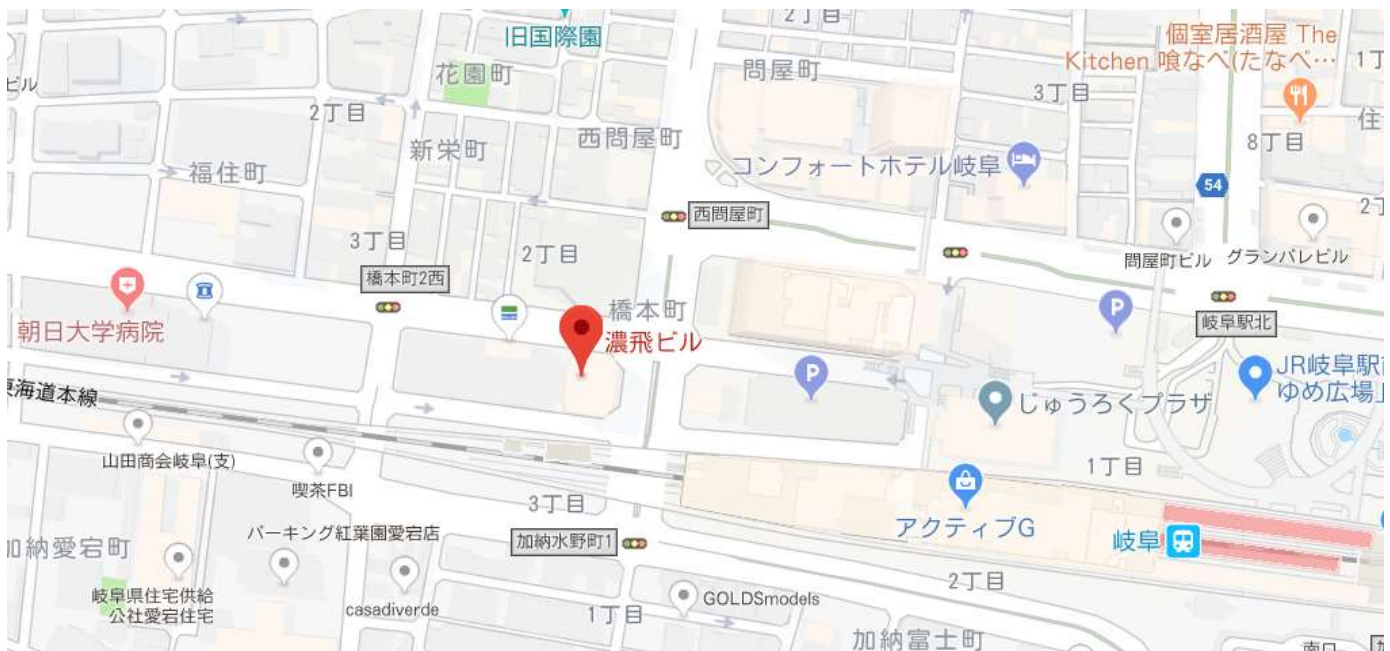 2丁目
旧国際園
個室居酒屋 The
Kitchen 喰なべ(たなべ…
1丁
花園町
問屋町
3丁目
ビル
2丁目
新栄町
西問屋町
8丁目
住
福住町
コンフォートホテル岐阜
54
西問屋町
2丁
3丁目
2丁目
問屋町ビル
グランパレビル
橋本町2西
橋本町
朝日大学病院
濃飛ビル
P
岐阜駅北
P
JR岐阜駅前
ゆめ広場」
東海道本線
じゅうろくプラザ
山田商会岐阜(支)
1丁目
喫茶FBI
3丁目
アクティブG
パーキング紅葉園愛宕店
加納水野町1
岐阜
加納愛宕町
2丁目
岐阜県住宅供給
公社愛宕住宅
casadiverde
GOLDSmodels
1丁目
加納富士町
南口